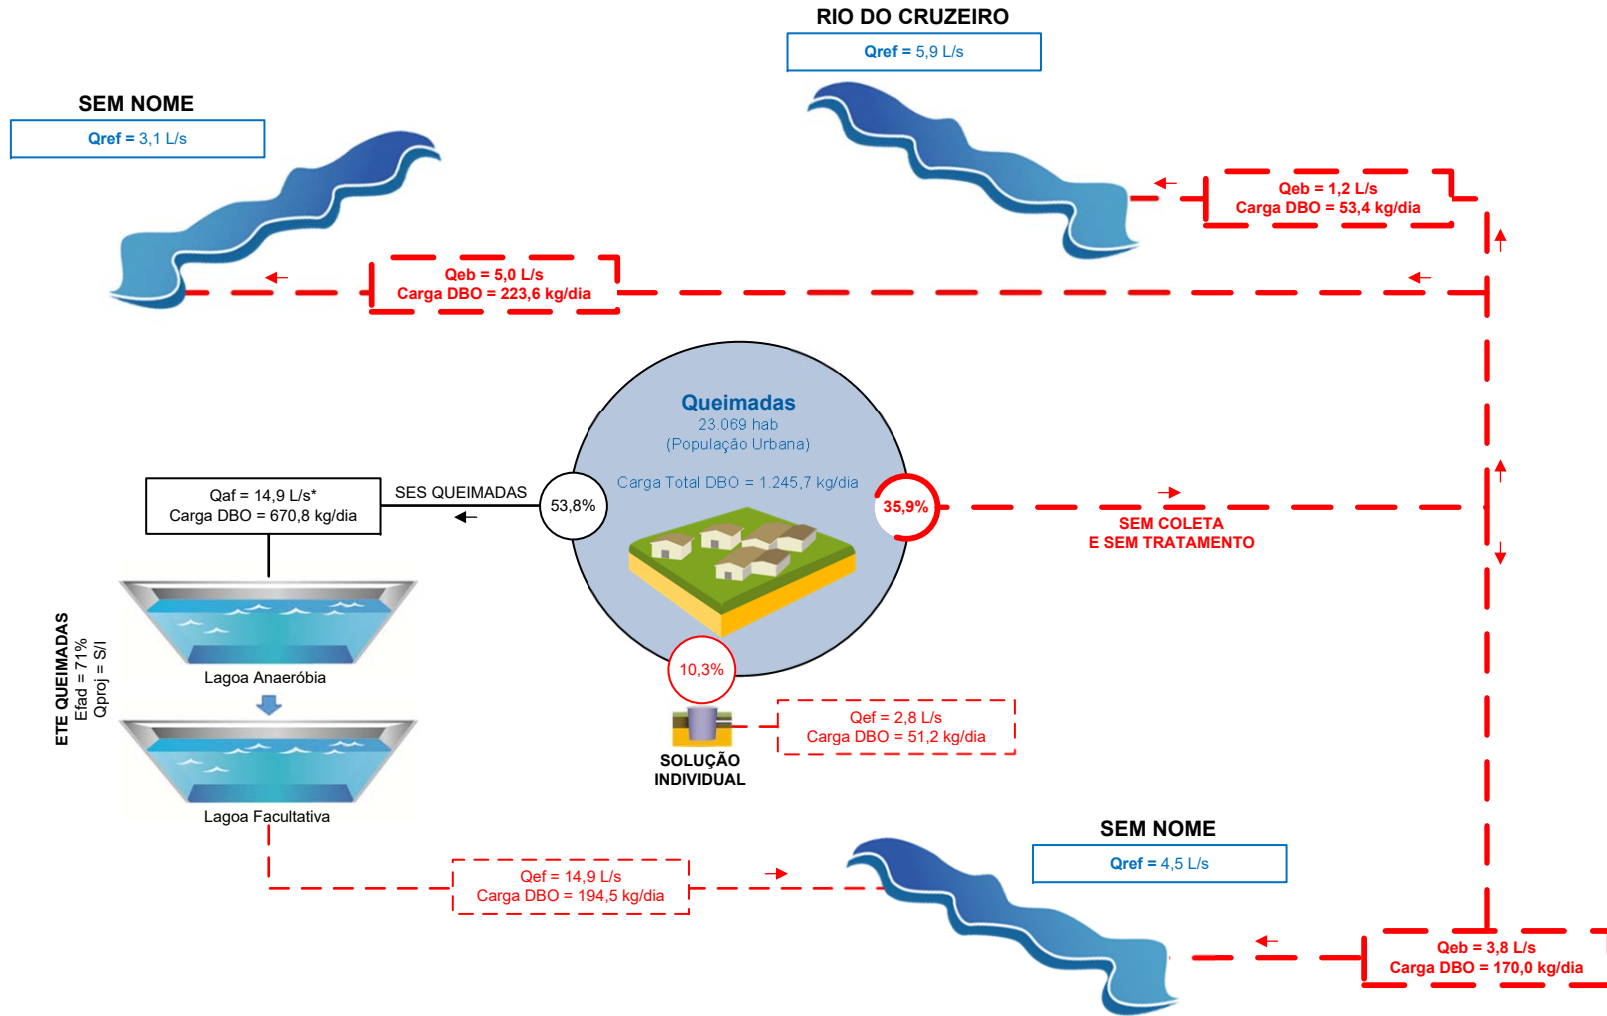 RIO DO CRUZEIRO
Qref = 5,9 L/s
SEM NOME
Qref = 3,1 L/s
Qeb = 1,2 L/s
Carga DBO = 53,4 kg/dia
Qeb = 5,0 L/s
Carga DBO = 223,6 kg/dia
Queimadas
23.069 hab
(População Urbana)
Carga Total DBO = 1.245,7 kg/dia
Qaf = 14,9 L/s*
Carga DBO = 670,8 kg/dia
SES QUEIMADAS
53,8%
35,9%
SEM COLETA
E SEM TRATAMENTO
ETE QUEIMADAS
Efad = 71%
Qproj = S/I
Lagoa Anaeróbia
10,3%
Qef = 2,8 L/s
Carga DBO = 51,2 kg/dia
SOLUÇÃO
INDIVIDUAL
Lagoa Facultativa
SEM NOME
Qref = 4,5 L/s
Qef = 14,9 L/s
Carga DBO = 194,5 kg/dia
Qeb = 3,8 L/s
Carga DBO = 170,0 kg/dia